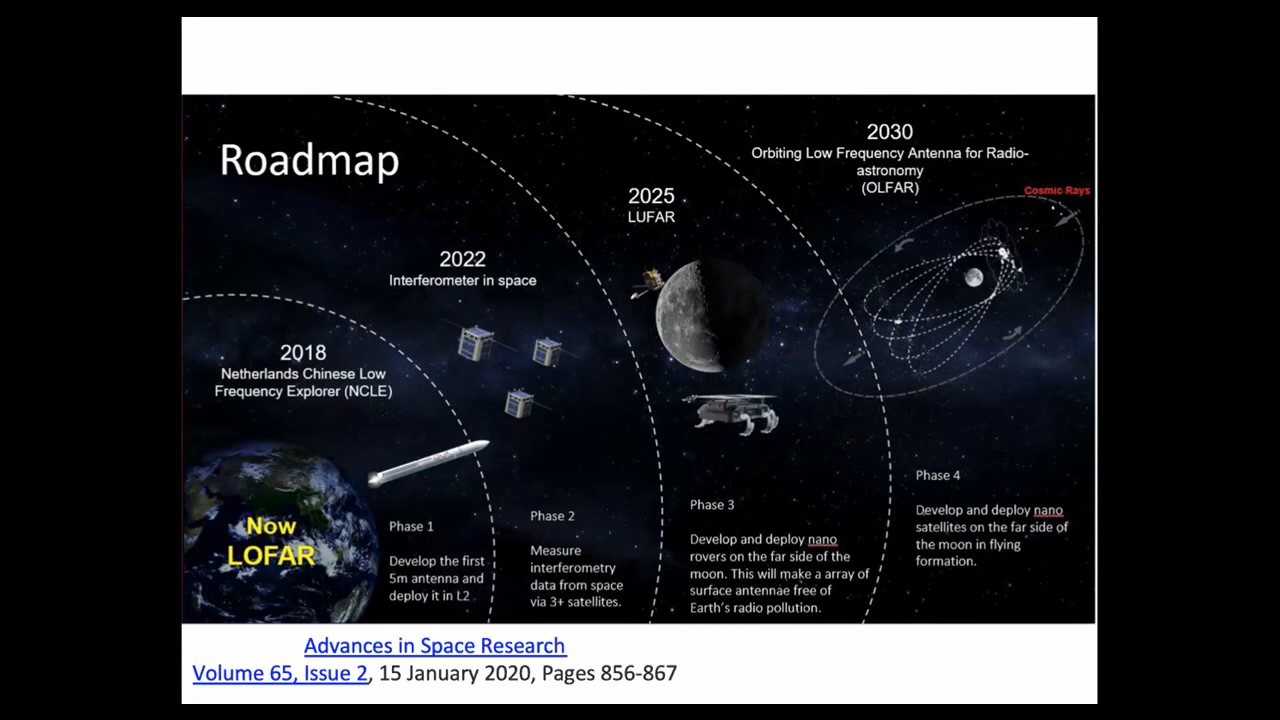 Roadmap
2030
Orbiting Low Frequency Antenna for Radio-
astronomy
(OLFAR)
Cosmic Rays
2025
LUFAR
2022
Interferometer in space
2018
Netherlands Chinese Low
Frequency Explorer (NCLE)
Now
LOFAR
Phase 1
Develop the first
5m antenna and
deploy it in L2
Phase 2
Measure
interferometry
data from space
via 3+ satellites.
Phase 3
Develop and deploy nano
rovers on the far side of the
moon. This will make a array of
surface antennae free of
Earth's radio pollution.
Phase 4
Develop and deploy nano
satellites on the far side of
the moon in flying
formation.
Advances in Space Research
Volume 65, Issue 2, 15 January 2020, Pages 856-867